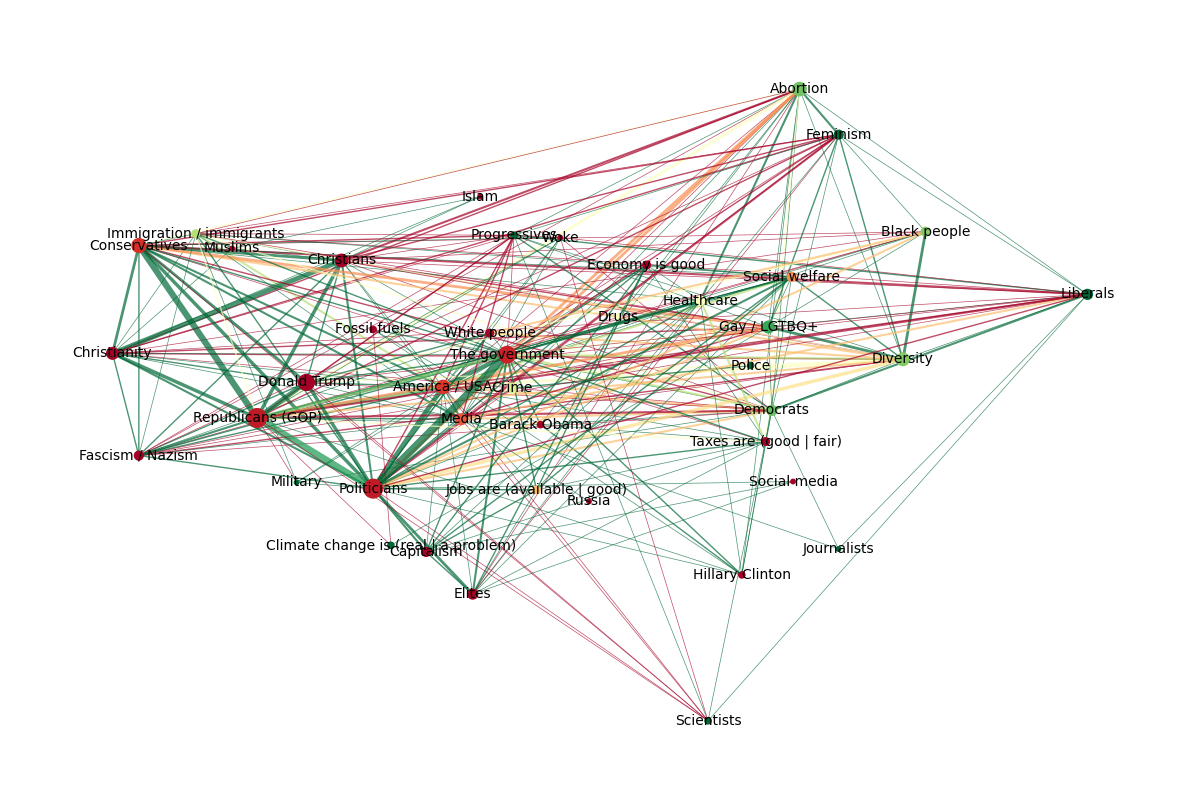 Abortion
Feminism
Islam
Immigration / immigrants
Black people
Progressives
Woke
Conservatives
Muslims
Christians
Economy is good
Social welfare
Liberals
Healthcare
Drugs
Gay / LGTBQ+
Fossil fuels
White people
Christianity
The government
Diversity
Police
Donald Trump
America / USA
Crime
Democrats
Republicans (GOP)
Media
Barack Obama
Taxes are (good | fair)
Fascism / Nazism
Military
Social media
Politicians
Jobs are (available | good)
Russia
Climate change is (real | a problem)
Journalists
Capitalism
Hillary Clinton
Elites
Scientists